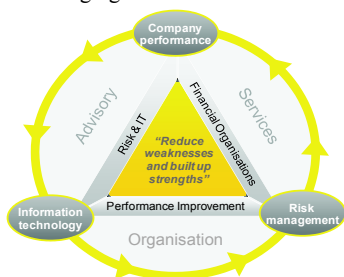 Company
performance
Advisory
Services
Risk & IT
Financial Organisations
“Reduce
weaknesses
and built up
strengths”
Performance Improvement
Information
technology
Risk
management
Organisation